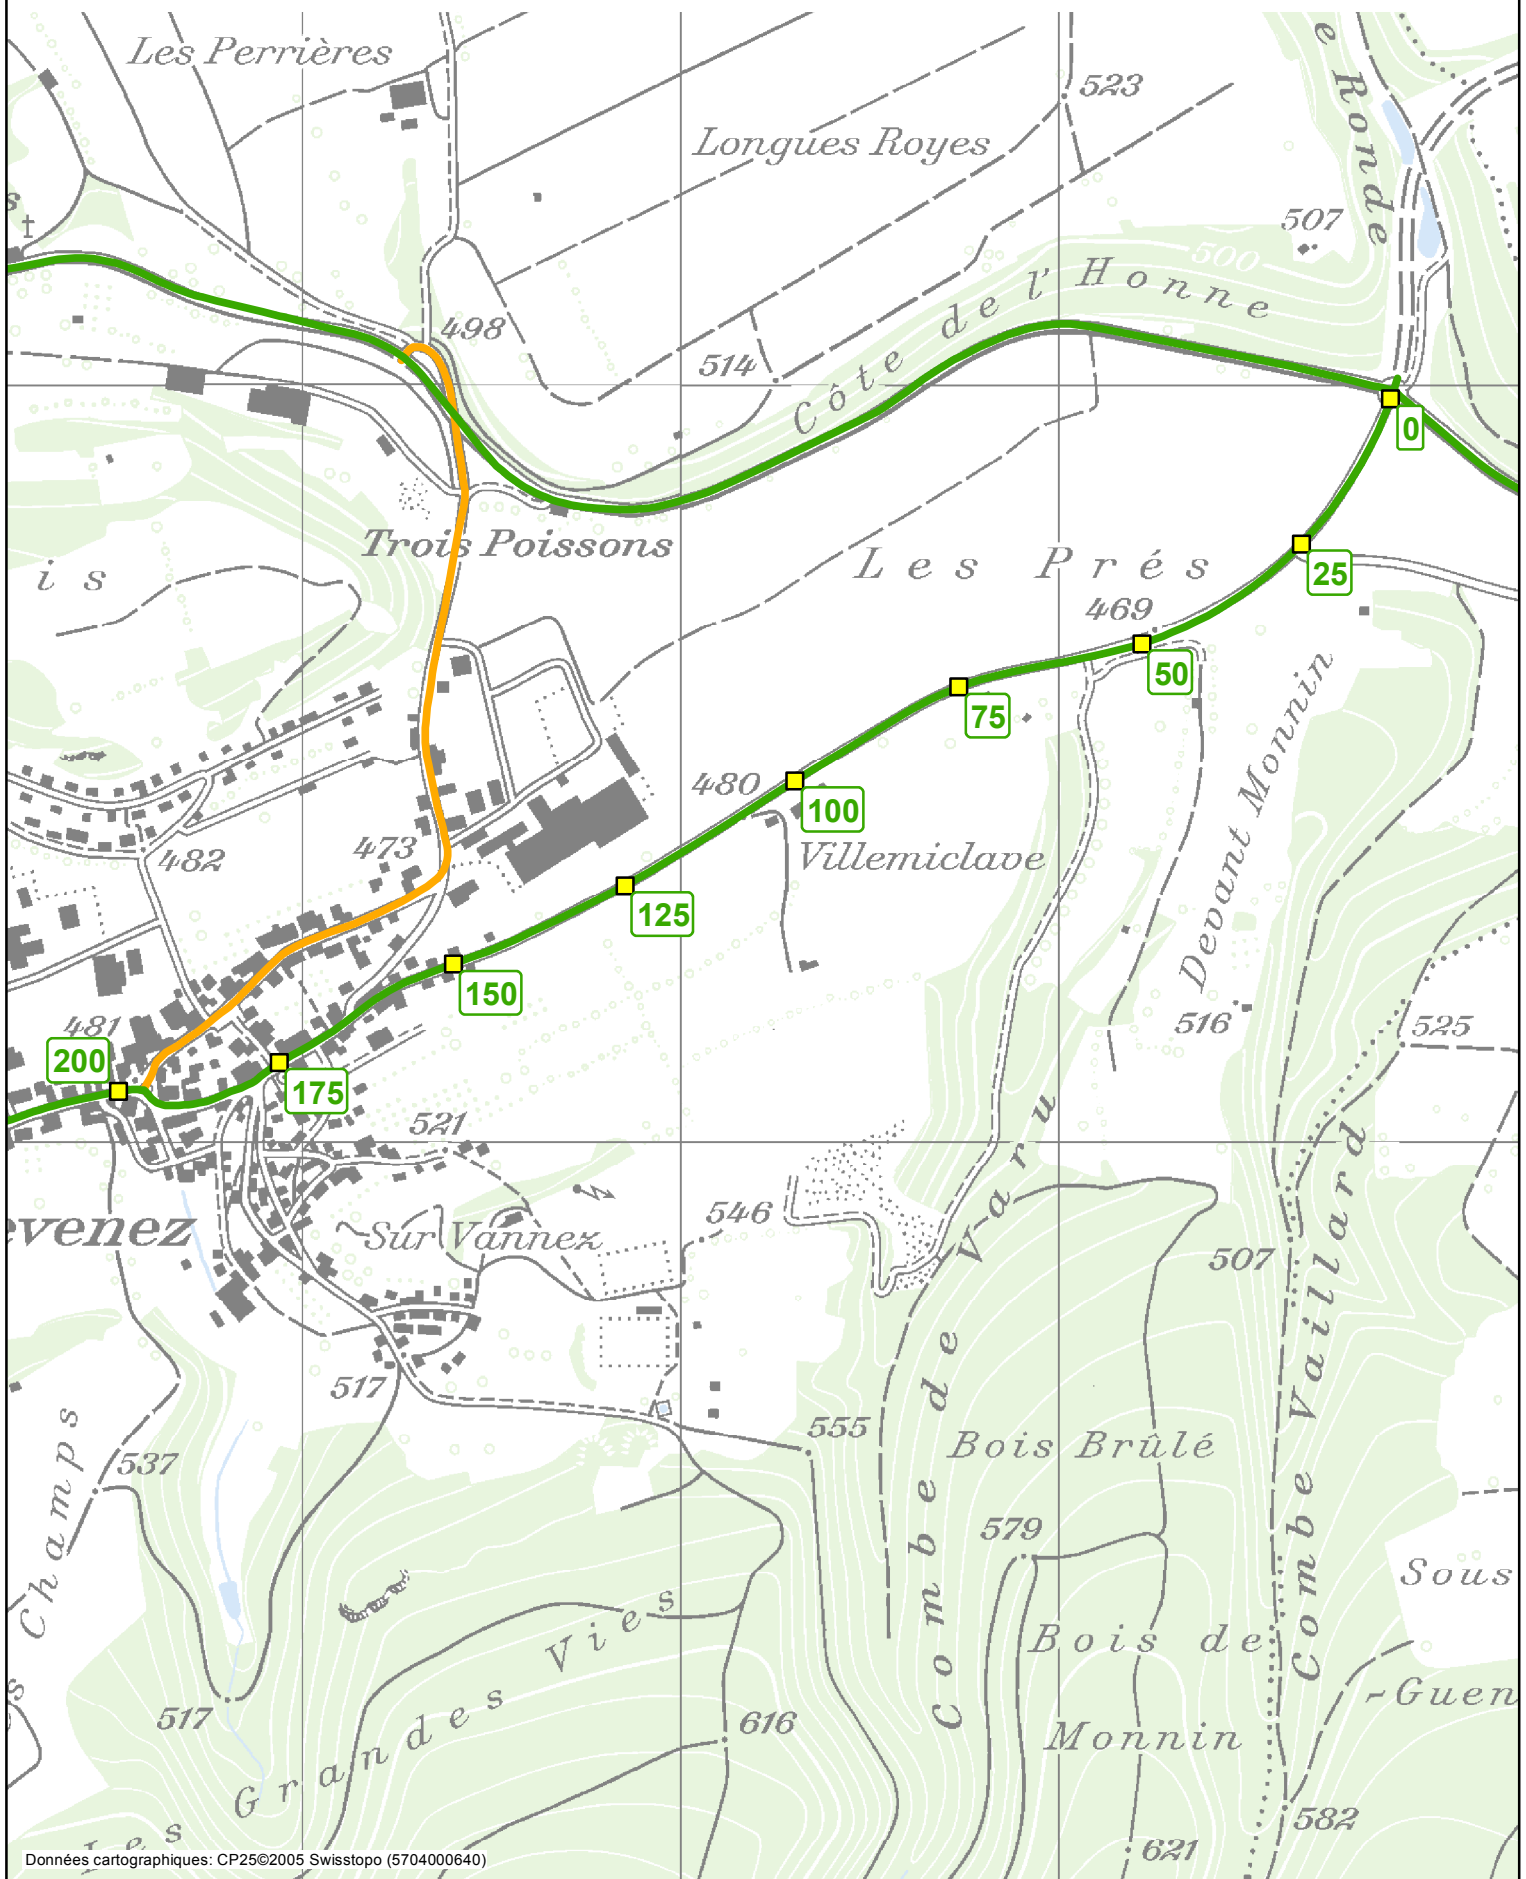 Les Perrières
523
Longues Royes
e Ronde
s
507
500
Côte de l'Honne
498
514
0
Trois Poissons
is
Les Prés
25
469
50
75
Devant Monnin
480
100
473
482
Villemiclave
125
150
481
200
175
516
525
521
evenez
Sur Vannez
546
Combe de Varu
507
Combe Vaillard
517
555
Bois Brûlé
537
Champs
579
Sous
Les Grandes Vies
Bois de
Monnin
Guen
517
616
582
621
Données cartographiques: CP25©2005 Swisstopo (5704000640)